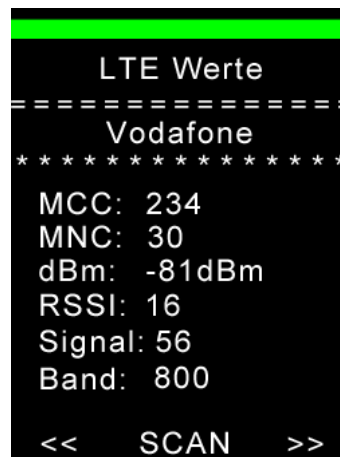 LTE Werte
= = = = = = = = = = = = = = =
Vodafone
* * * * * * * * * * * * * * *
MCC: 234
MNC: 30
dBm: -81dBm
RSSI: 16
Signal: 56
Band: 800
<< SCAN >>